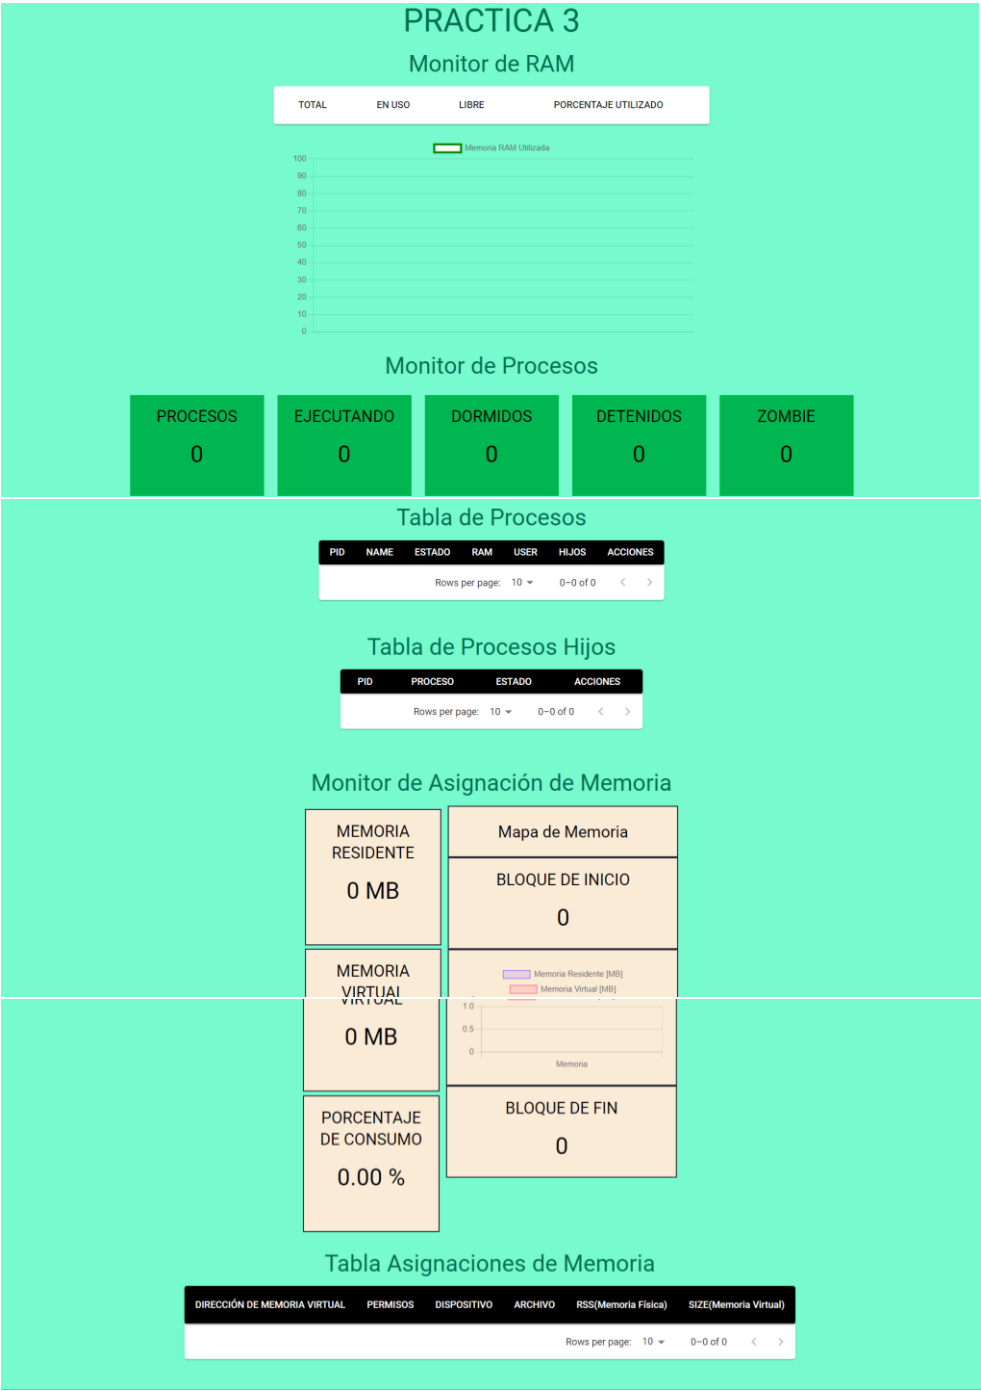 PRACTICA 3
Monitor de RAM
TOTAL EN USO LIBRE PORCENTAJE UTILIZADO
Memoria RAM Utilizada
100
90
80
70
60
50
40
30
20
10
0
Monitor de Procesos
PROCESOS EJECUTANDO DORMIDOS DETENIDOS ZOMBIE
0 0 0 0 0
Tabla de Procesos
PID NAME ESTADO RAM USER HIJOS ACCIONES
Rows per page: 10 0–0 of 0
Tabla de Procesos Hijos
PID PROCESO ESTADO ACCIONES
Rows per page: 10 0–0 of 0
Monitor de Asignación de Memoria
MEMORIA
RESIDENTE
0 MB
Mapa de Memoria
BLOQUE DE INICIO
0
MEMORIA
VIRTUAL
0 MB
Memoria Residente [MB]
Memoria Virtual [MB]
1.0
0.5
0
Memoria
PORCENTAJE
DE CONSUMO
0.00 %
BLOQUE DE FIN
0
Tabla Asignaciones de Memoria
DIRECCIÓN DE MEMORIA VIRTUAL PERMISOS DISPOSITIVO ARCHIVO RSS(Memoria Física) SIZE(Memoria Virtual)
Rows per page: 10 0–0 of 0